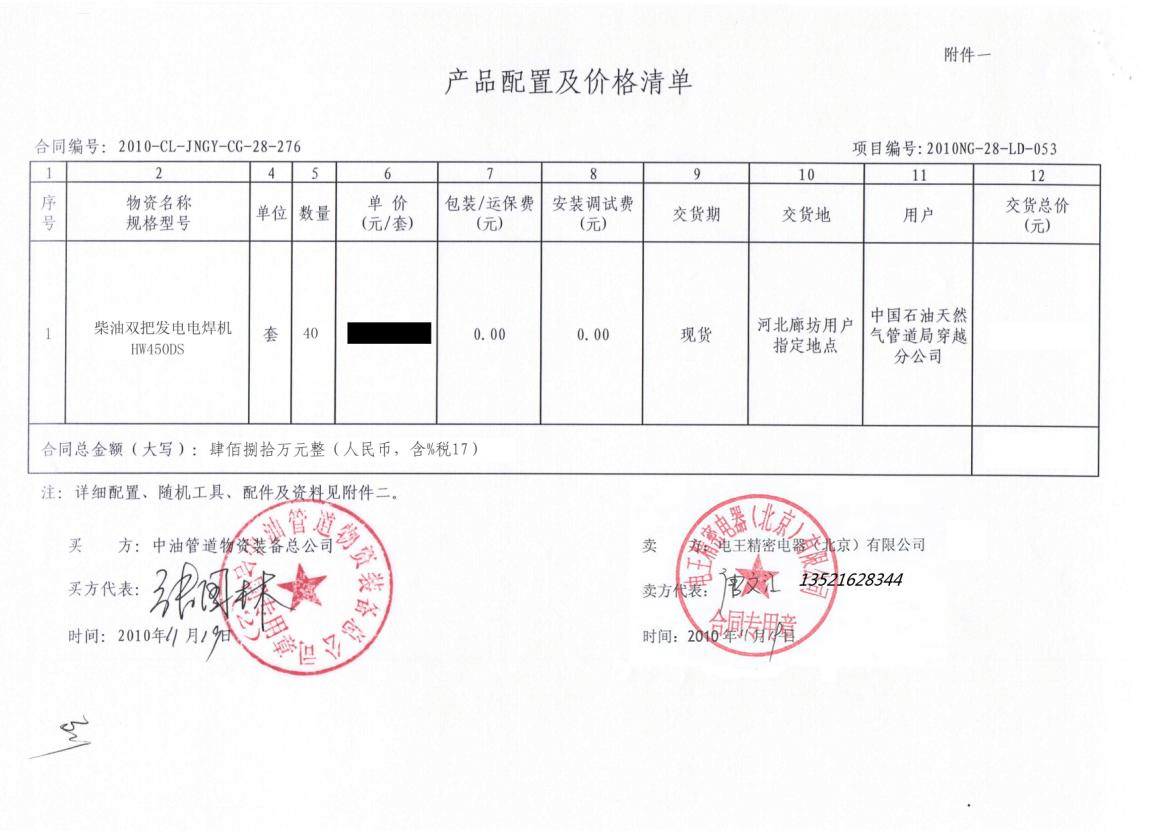 附件一
产品配置及价格清单
合同编号: 2010-CL-JNGY-CG-28-276
项目编号:2010NG-28-LD-053
1 2 4 5 6 7 8 9 10 11 12
序号
物资名称
规格型号
单位
数量
单 价
(元/套)
包装/运保费
(元)
安装调试费
(元)
交货期
交货地
用户
交货总价
(元)
1
柴油双把发电电焊机
HW450DS
套
40
0.00
0.00
现货
河北廊坊用户
指定地点
中国石油天然
气管道局穿越
分公司
合同总金额(大写): 肆佰捌拾万元整(人民币，含%税17)
注: 详细配置、随机工具、配件及资料见附件二。
买 方: 中油管道物资装备总公司
买方代表: 张国林
时间: 2010年11月19日
中油管道物资装备总公司
合同专用章
(2)
卖 方: 电王精密电器(北京)有限公司
卖方代表: 唐文江 13521628344
时间: 2010年11月19日
电王精密电器(北京)有限公司
合同专用章